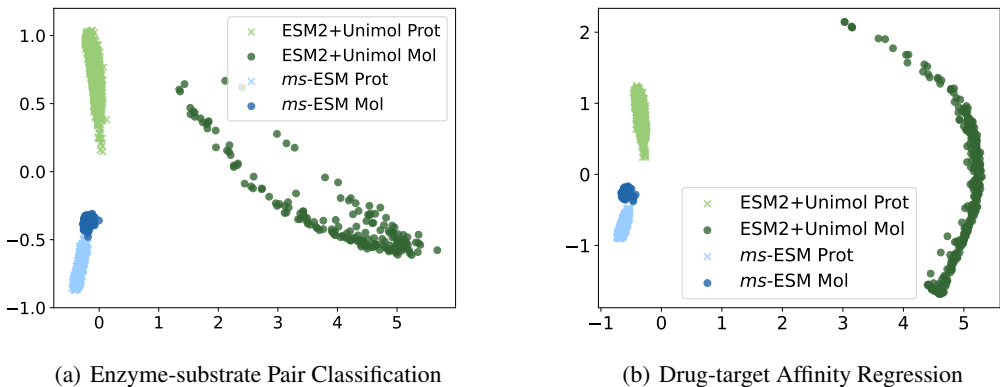 1.0
0.5
0.0
−0.5
−1.0
0 1 2 3 4 5
ESM2+Unimol Prot
ESM2+Unimol Mol
ms-ESM Prot
ms-ESM Mol
(a) Enzyme-substrate Pair Classification
2
1
0
−1
−1 0 1 2 3 4 5
ESM2+Unimol Prot
ESM2+Unimol Mol
ms-ESM Prot
ms-ESM Mol
(b) Drug-target Affinity Regression